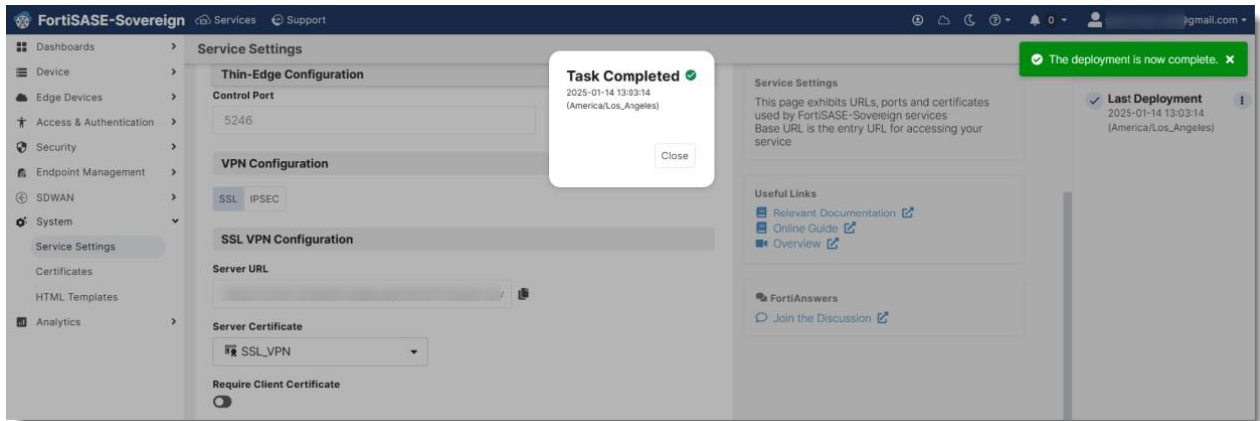 FortiSASE-Sovereign Services Support 0 gmail.com
Dashboards
Device
Edge Devices
Access & Authentication
Security
Endpoint Management
SDWAN
System
Service Settings
Certificates
HTML Templates
Analytics
Service Settings
Thin-Edge Configuration
Control Port
5246
VPN Configuration
SSL IPSEC
SSL VPN Configuration
Server URL
/
Server Certificate
SSL_VPN
Require Client Certificate
Task Completed
2025-01-14 13:03:14
(America/Los_Angeles)
Close
Service Settings
This page exhibits URLs, ports and certificates
used by FortiSASE-Sovereign services
Base URL is the entry URL for accessing your
service
Useful Links
Relevant Documentation
Online Guide
Overview
FortiAnswers
Join the Discussion
The deployment is now complete.
Last Deployment
2025-01-14 13:03:14
(America/Los_Angeles)